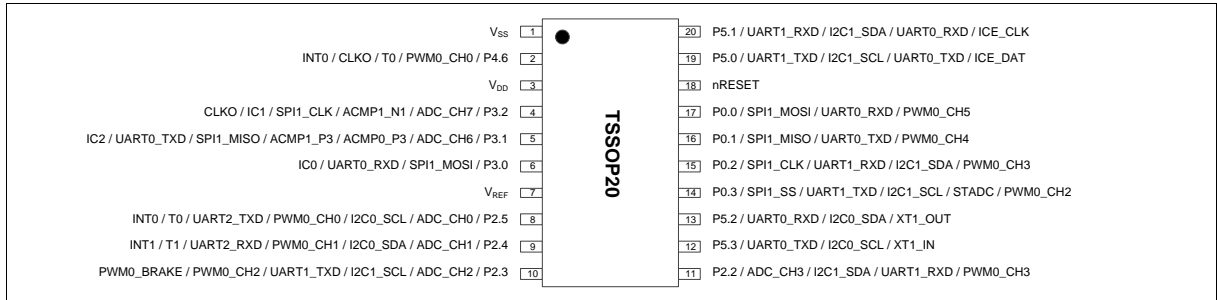 VSS 1
INT0 / CLKO / T0 / PWM0_CH0 / P4.6 2
VDD 3
CLKO / IC1 / SPI1_CLK / ACMP1_N1 / ADC_CH7 / P3.2 4
IC2 / UART0_TXD / SPI1_MISO / ACMP1_P3 / ACMP0_P3 / ADC_CH6 / P3.1 5
IC0 / UART0_RXD / SPI1_MOSI / P3.0 6
VREF 7
INT0 / T0 / UART2_TXD / PWM0_CH0 / I2C0_SCL / ADC_CH0 / P2.5 8
INT1 / T1 / UART2_RXD / PWM0_CH1 / I2C0_SDA / ADC_CH1 / P2.4 9
PWM0_BRAKE / PWM0_CH2 / UART1_TXD / I2C1_SCL / ADC_CH2 / P2.3 10
TSSOP20
20 P5.1 / UART1_RXD / I2C1_SDA / UART0_RXD / ICE_CLK
19 P5.0 / UART1_TXD / I2C1_SCL / UART0_TXD / ICE_DAT
18 nRESET
17 P0.0 / SPI1_MOSI / UART0_RXD / PWM0_CH5
16 P0.1 / SPI1_MISO / UART0_TXD / PWM0_CH4
15 P0.2 / SPI1_CLK / UART1_RXD / I2C1_SDA / PWM0_CH3
14 P0.3 / SPI1_SS / UART1_TXD / I2C1_SCL / STADC / PWM0_CH2
13 P5.2 / UART0_RXD / I2C0_SDA / XT1_OUT
12 P5.3 / UART0_TXD / I2C0_SCL / XT1_IN
11 P2.2 / ADC_CH3 / I2C1_SDA / UART1_RXD / PWM0_CH3